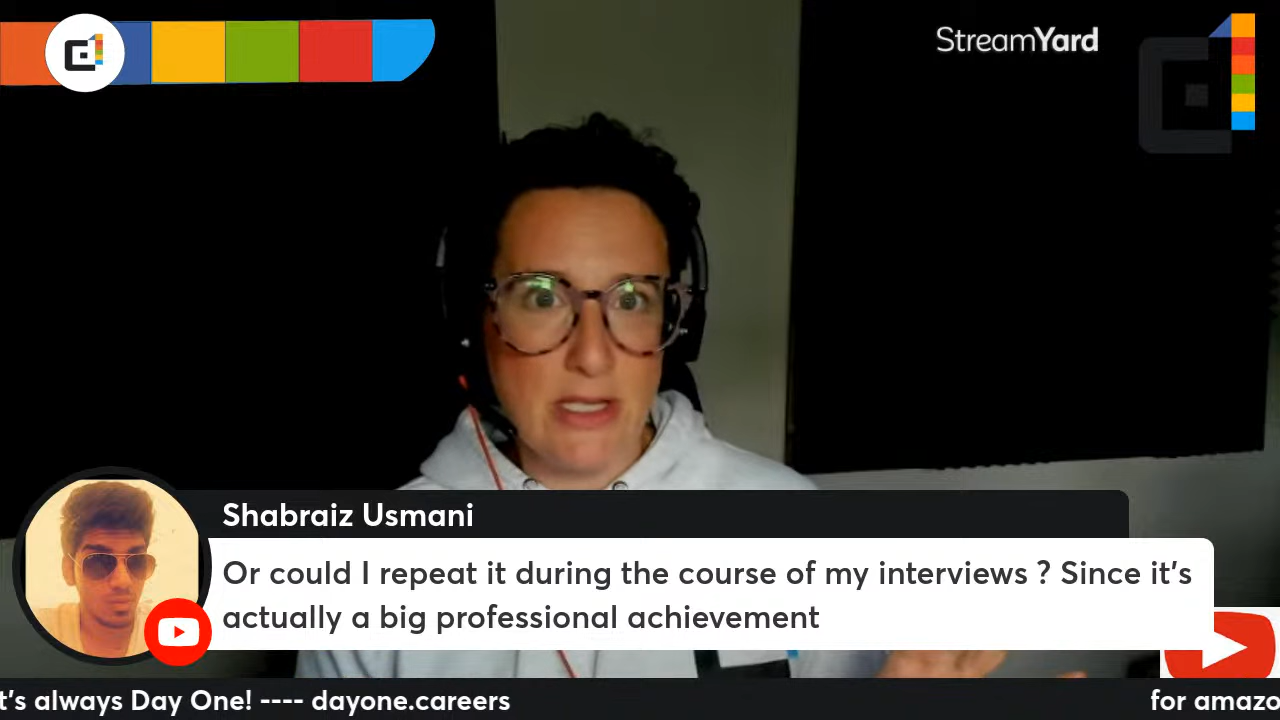 StreamYard
Shabraiz Usmani
Or could I repeat it during the course of my interviews ? Since it's
actually a big professional achievement
t's always Day One! ---- dayone.careers
for amazo